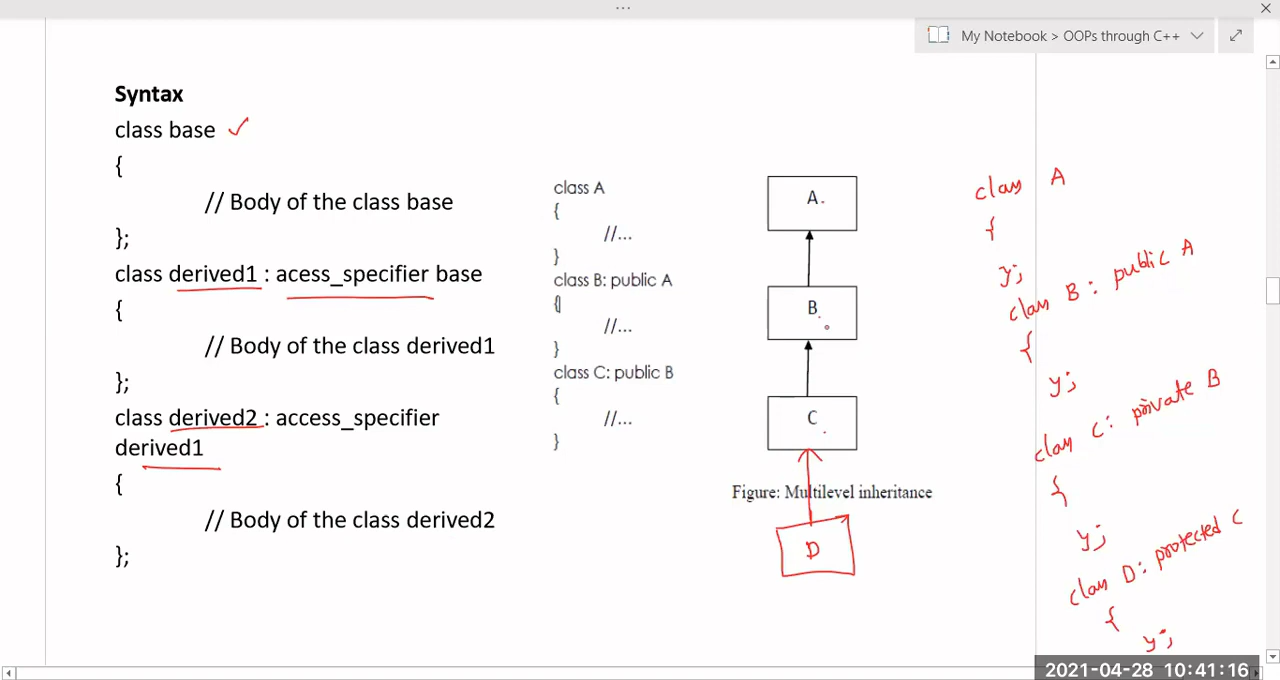 ...
My Notebook > OOPs through C++
Syntax
class base
{
// Body of the class base
};
class derived1 : acess_specifier base
{
// Body of the class derived1
};
class derived2 : access_specifier
derived1
{
// Body of the class derived2
};
class A
{
//...
}
class B: public A
{
//...
}
class C: public B
{
//...
}
A
B
C
Figure: Multilevel inheritance
D
class A
{
};
class B : public A
{
};
class C : private B
{
};
class D : protected C
{
};
2021-04-28 10:41:16